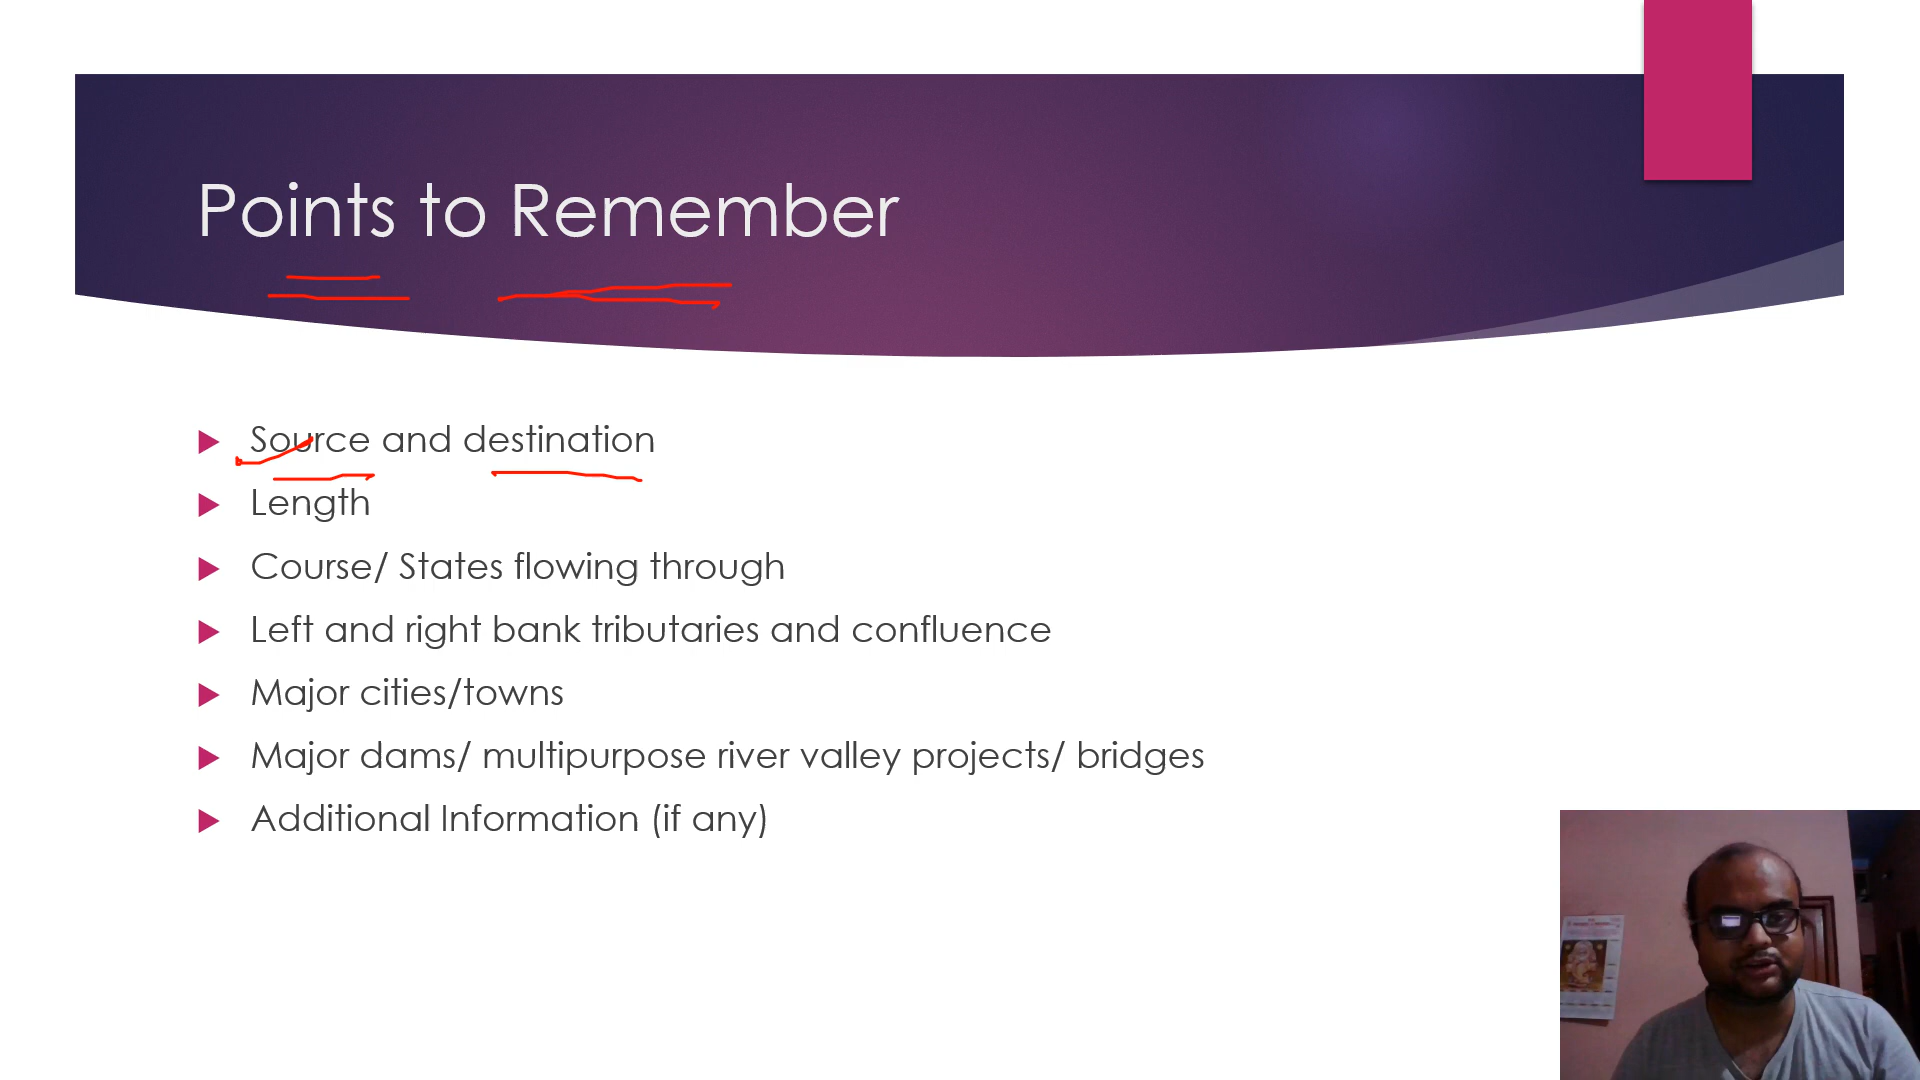 Points to Remember
Source and destination
Length
Course/ States flowing through
Left and right bank tributaries and confluence
Major cities/towns
Major dams/ multipurpose river valley projects/ bridges
Additional Information (if any)